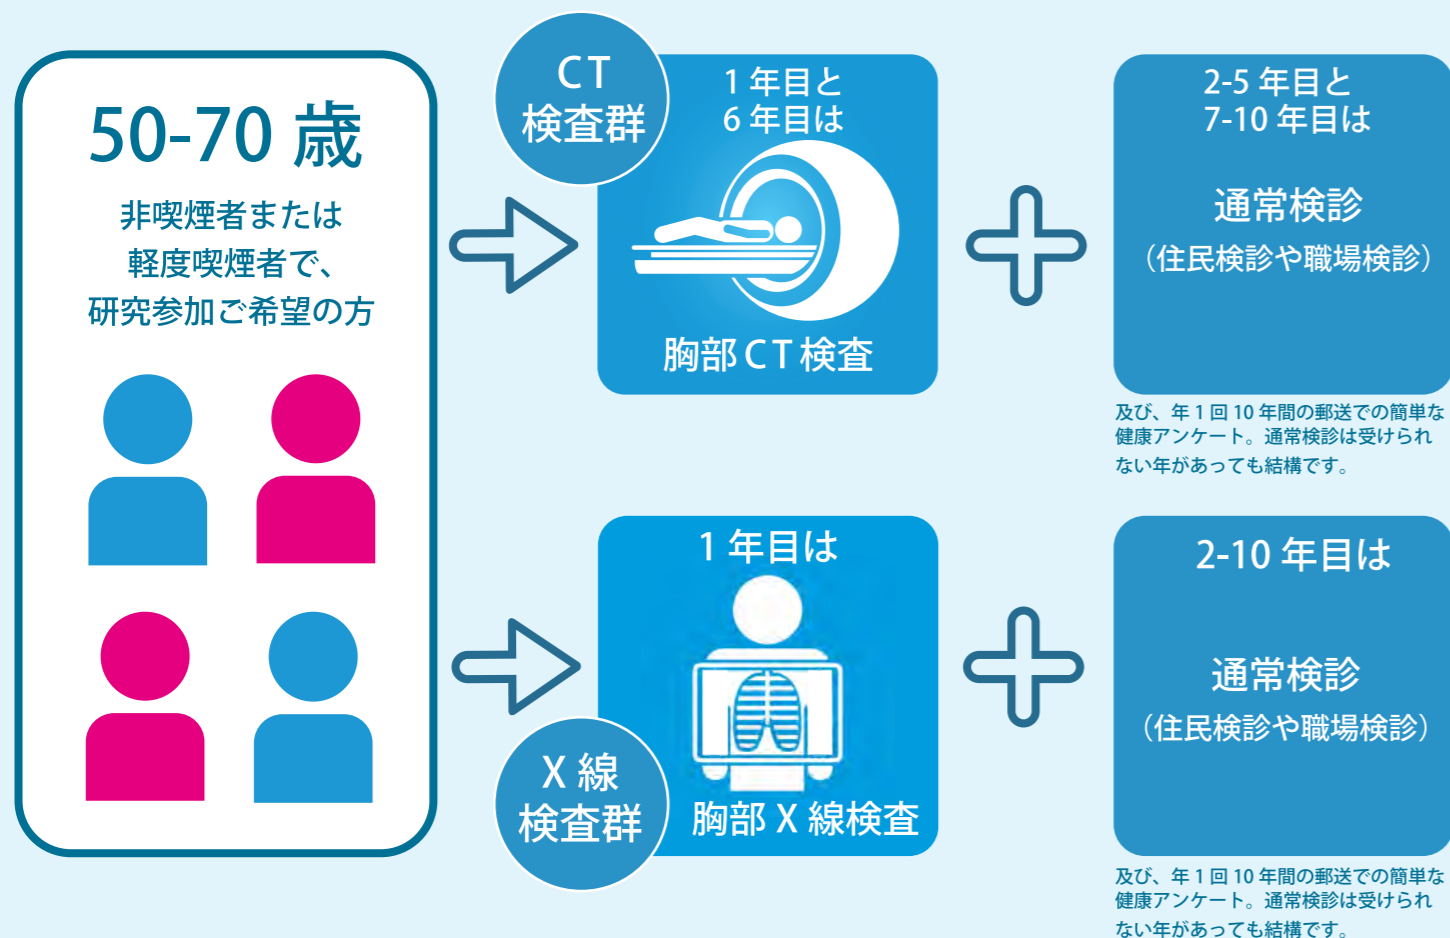 50-70 歳
非喫煙者または
軽度喫煙者で、
研究参加ご希望の方
CT
検査群
1 年目と
6 年目は
胸部 CT 検査
2-5 年目と
7-10 年目は
通常検診
（住民検診や職場検診）
及び、年 1 回 10 年間の郵送での簡単な
健康アンケート。通常検診は受けられ
ない年があっても結構です。
X 線
検査群
1 年目は
胸部 X 線検査
2-10 年目は
通常検診
（住民検診や職場検診）
及び、年 1 回 10 年間の郵送での簡単な
健康アンケート。通常検診は受けられ
ない年があっても結構です。